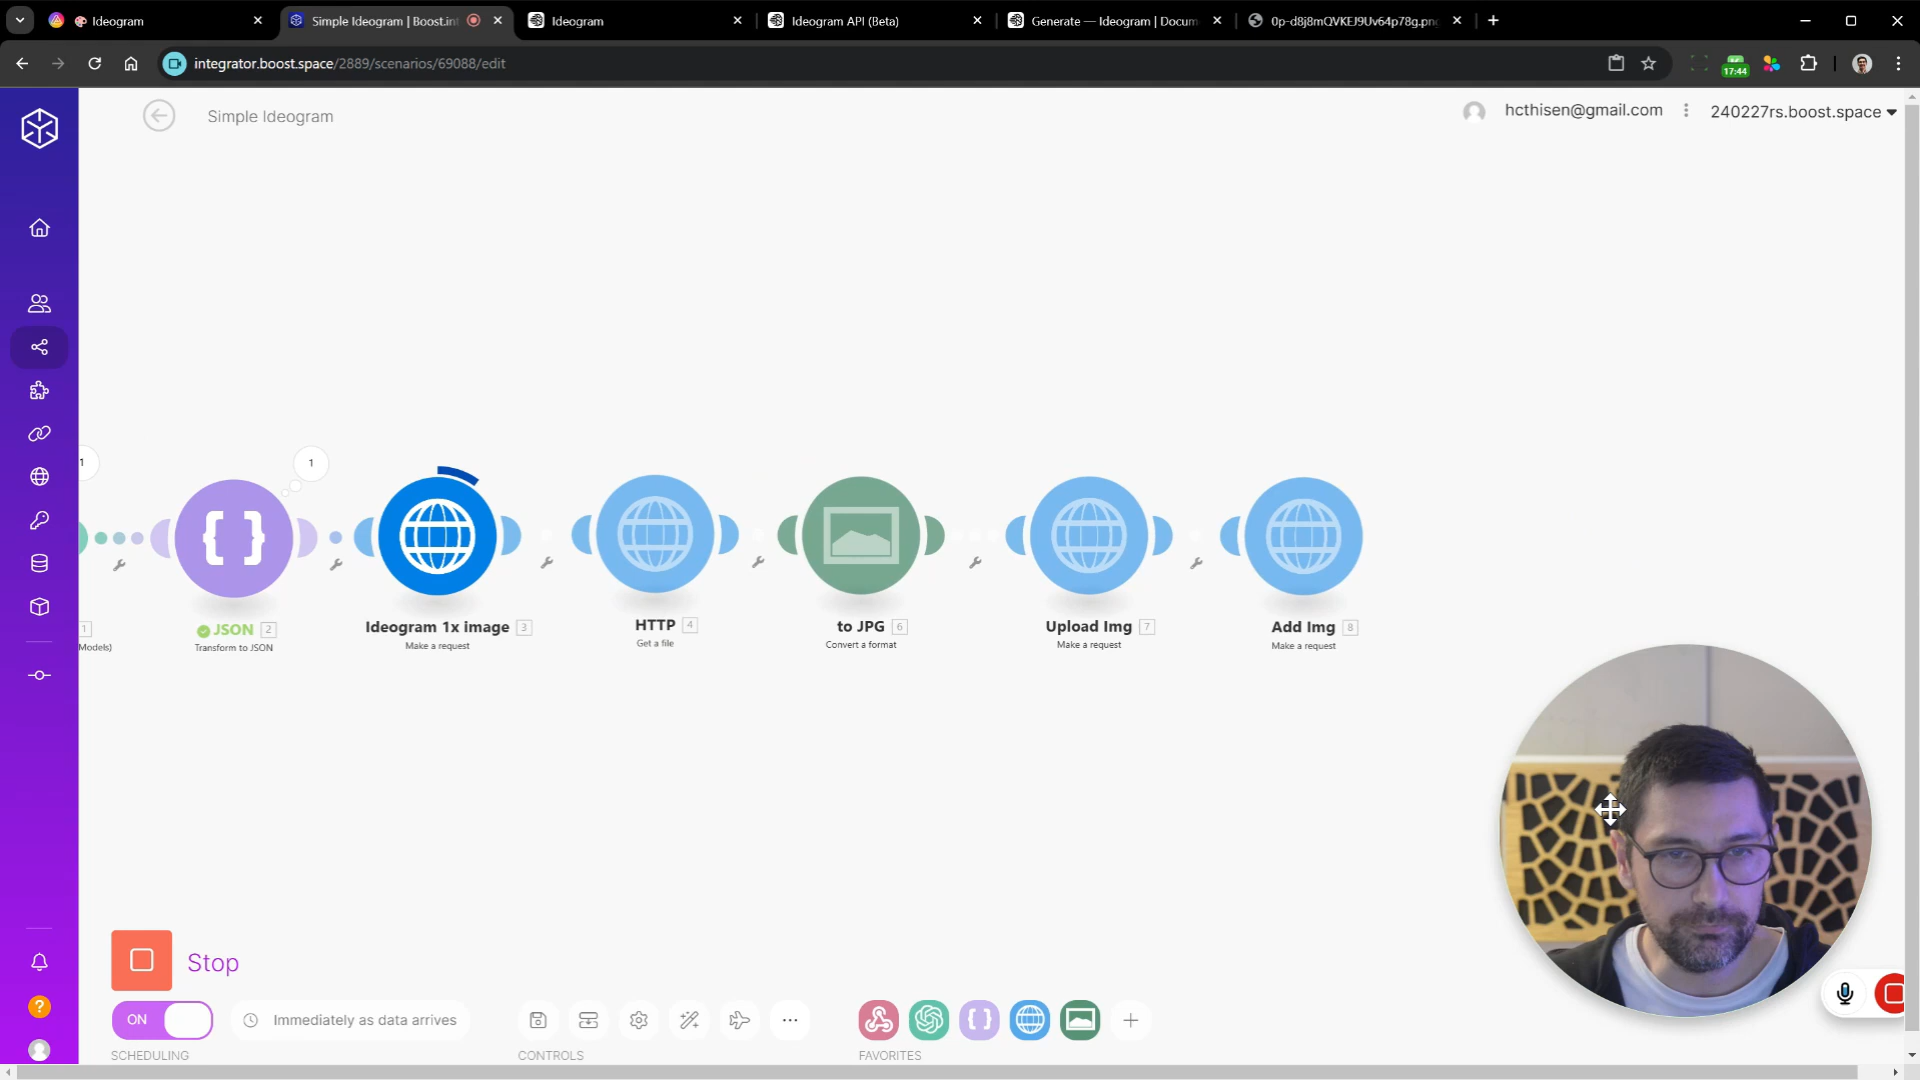 Ideogram
Simple Ideogram | Boost.int
Ideogram
Ideogram API (Beta)
Generate — Ideogram | Docum
0p-d8j8mQVKEJ9Uv64p78g.pn
integrator.boost.space/2889/scenarios/69088/edit
17:44
Simple Ideogram
hcthisen@gmail.com
240227rs.boost.space
1
1
1
Models)
JSON 2
Transform to JSON
Ideogram 1x image 3
Make a request
HTTP 4
Get a file
to JPG 6
Convert a format
Upload Img 7
Make a request
Add Img 8
Make a request
Stop
ON
Immediately as data arrives
SCHEDULING
CONTROLS
FAVORITES
?